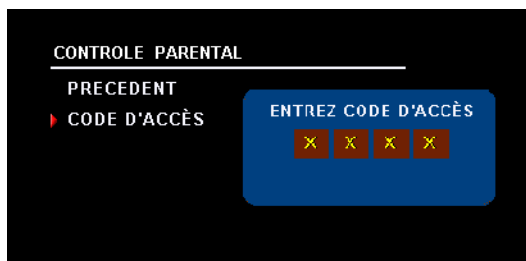 CONTROLE PARENTAL
PRECEDENT
CODE D'ACCÈS
ENTREZ CODE D'ACCÈS
X X X X